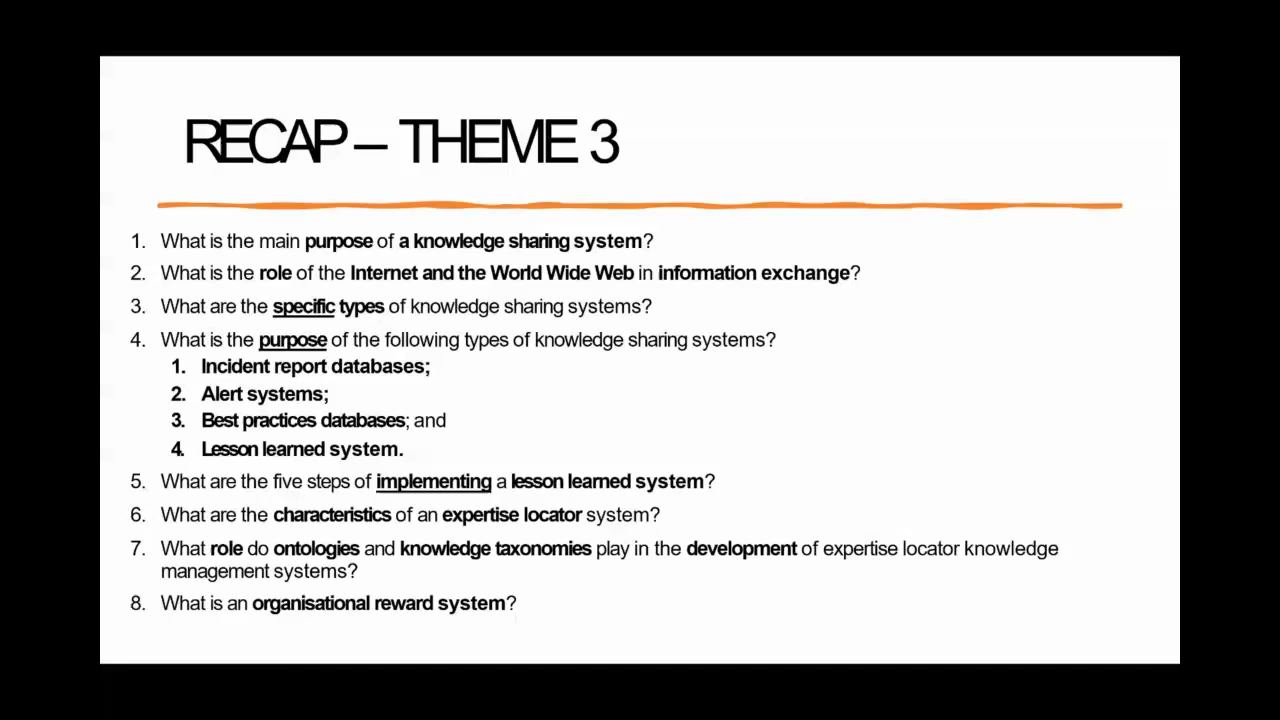 RECAP – THEME 3
1. What is the main purpose of a knowledge sharing system?
2. What is the role of the Internet and the World Wide Web in information exchange?
3. What are the specific types of knowledge sharing systems?
4. What is the purpose of the following types of knowledge sharing systems?
1. Incident report databases;
2. Alert systems;
3. Best practices databases; and
4. Lesson learned system.
5. What are the five steps of implementing a lesson learned system?
6. What are the characteristics of an expertise locator system?
7. What role do ontologies and knowledge taxonomies play in the development of expertise locator knowledge
management systems?
8. What is an organisational reward system?